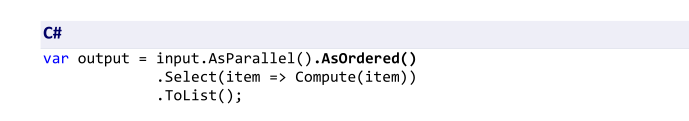 C#
var output = input.AsParallel().AsOrdered()
.Select(item => Compute(item))
.ToList();